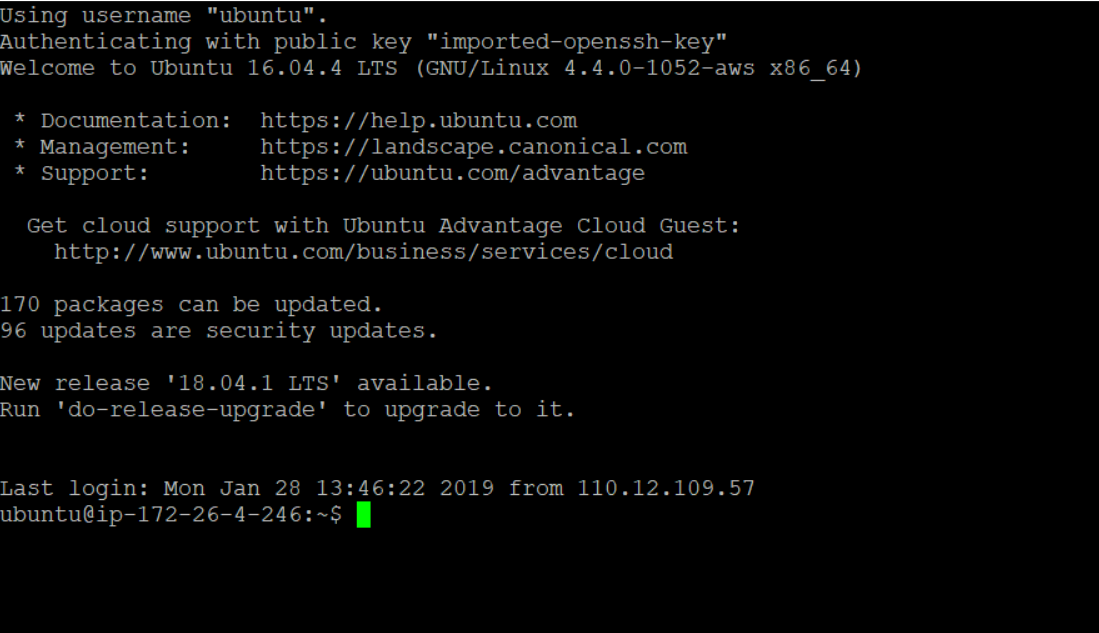 Using username "ubuntu".
Authenticating with public key "imported-openssh-key"
Welcome to Ubuntu 16.04.4 LTS (GNU/Linux 4.4.0-1052-aws x86_64)
* Documentation:  https://help.ubuntu.com
* Management:     https://landscape.canonical.com
* Support:        https://ubuntu.com/advantage
Get cloud support with Ubuntu Advantage Cloud Guest:
http://www.ubuntu.com/business/services/cloud
170 packages can be updated.
96 updates are security updates.
New release '18.04.1 LTS' available.
Run 'do-release-upgrade' to upgrade to it.
Last login: Mon Jan 28 13:46:22 2019 from 110.12.109.57
ubuntu@ip-172-26-4-246:~$